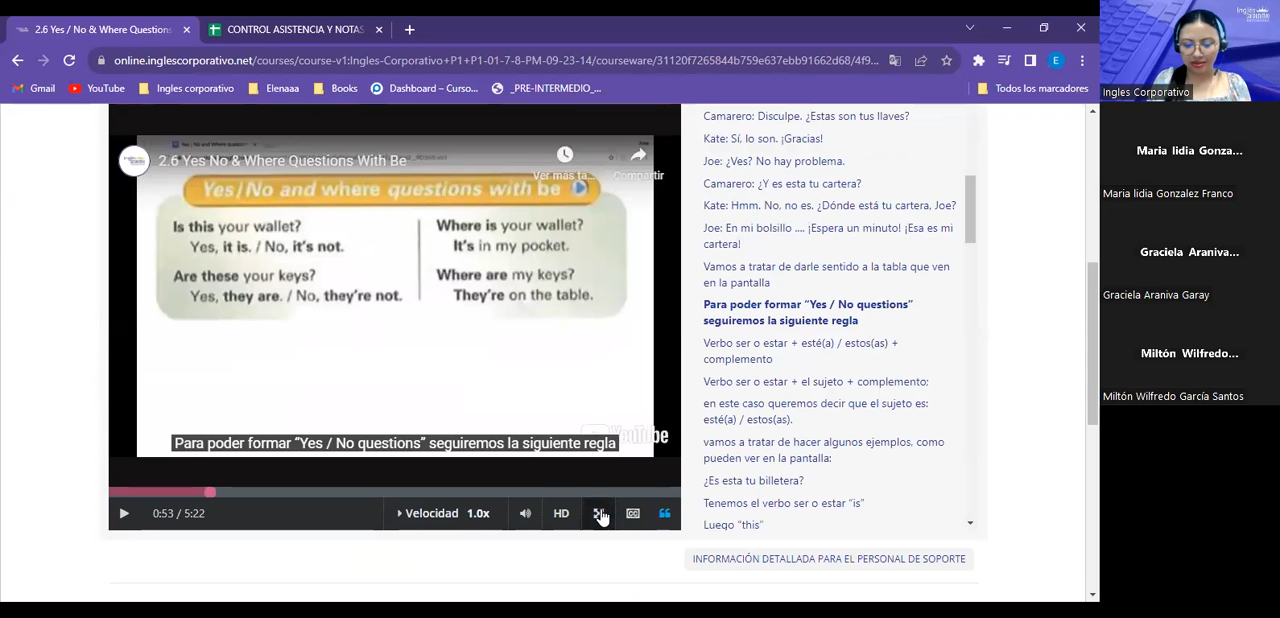 2.6 Yes / No & Where Questions
CONTROL ASISTENCIA Y NOTAS
online.inglescorporativo.net/courses/course-v1:Ingles-Corporativo+P1+P1-01-7-8-PM-09-23-14/courseware/31120f7265844b759e637ebb91662d68/4f9...
E
Gmail
YouTube
Ingles corporativo
Elenaaa
Books
Dashboard – Curso...
_PRE-INTERMEDIO_...
Todos los marcadores
2.6 Yes No & Where Questions With Be
Ver más ta...
Compartir
Yes/No and where questions with be
Is this your wallet?
Yes, it is. / No, it's not.
Are these your keys?
Yes, they are. / No, they're not.
Where is your wallet?
It's in my pocket.
Where are my keys?
They're on the table.
YouTube
Para poder formar “Yes / No questions” seguiremos la siguiente regla
0:53 / 5:22
Velocidad 1.0x
HD
CC
Camarero: Disculpe. ¿Estas son tus llaves?
Kate: Sí, lo son. ¡Gracias!
Joe: ¿Ves? No hay problema.
Camarero: ¿Y es esta tu cartera?
Kate: Hmm. No, no es. ¿Dónde está tu cartera, Joe?
Joe: En mi bolsillo .... ¡Espera un minuto! ¡Esa es mi
cartera!
Vamos a tratar de darle sentido a la tabla que ven
en la pantalla
Para poder formar “Yes / No questions”
seguiremos la siguiente regla
Verbo ser o estar + esté(a) / estos(as) +
complemento
Verbo ser o estar + el sujeto + complemento;
en este caso queremos decir que el sujeto es:
esté(a) / estos(as).
vamos a tratar de hacer algunos ejemplos, como
pueden ver en la pantalla:
¿Es esta tu billetera?
Tenemos el verbo ser o estar “is”
Luego “this”
INFORMACIÓN DETALLADA PARA EL PERSONAL DE SOPORTE
Ingles Corporativo
Maria lidia Gonza...
Maria lidia Gonzalez Franco
Graciela Araniva...
Graciela Araniva Garay
Miltón Wilfredo...
Miltón Wilfredo García Santos